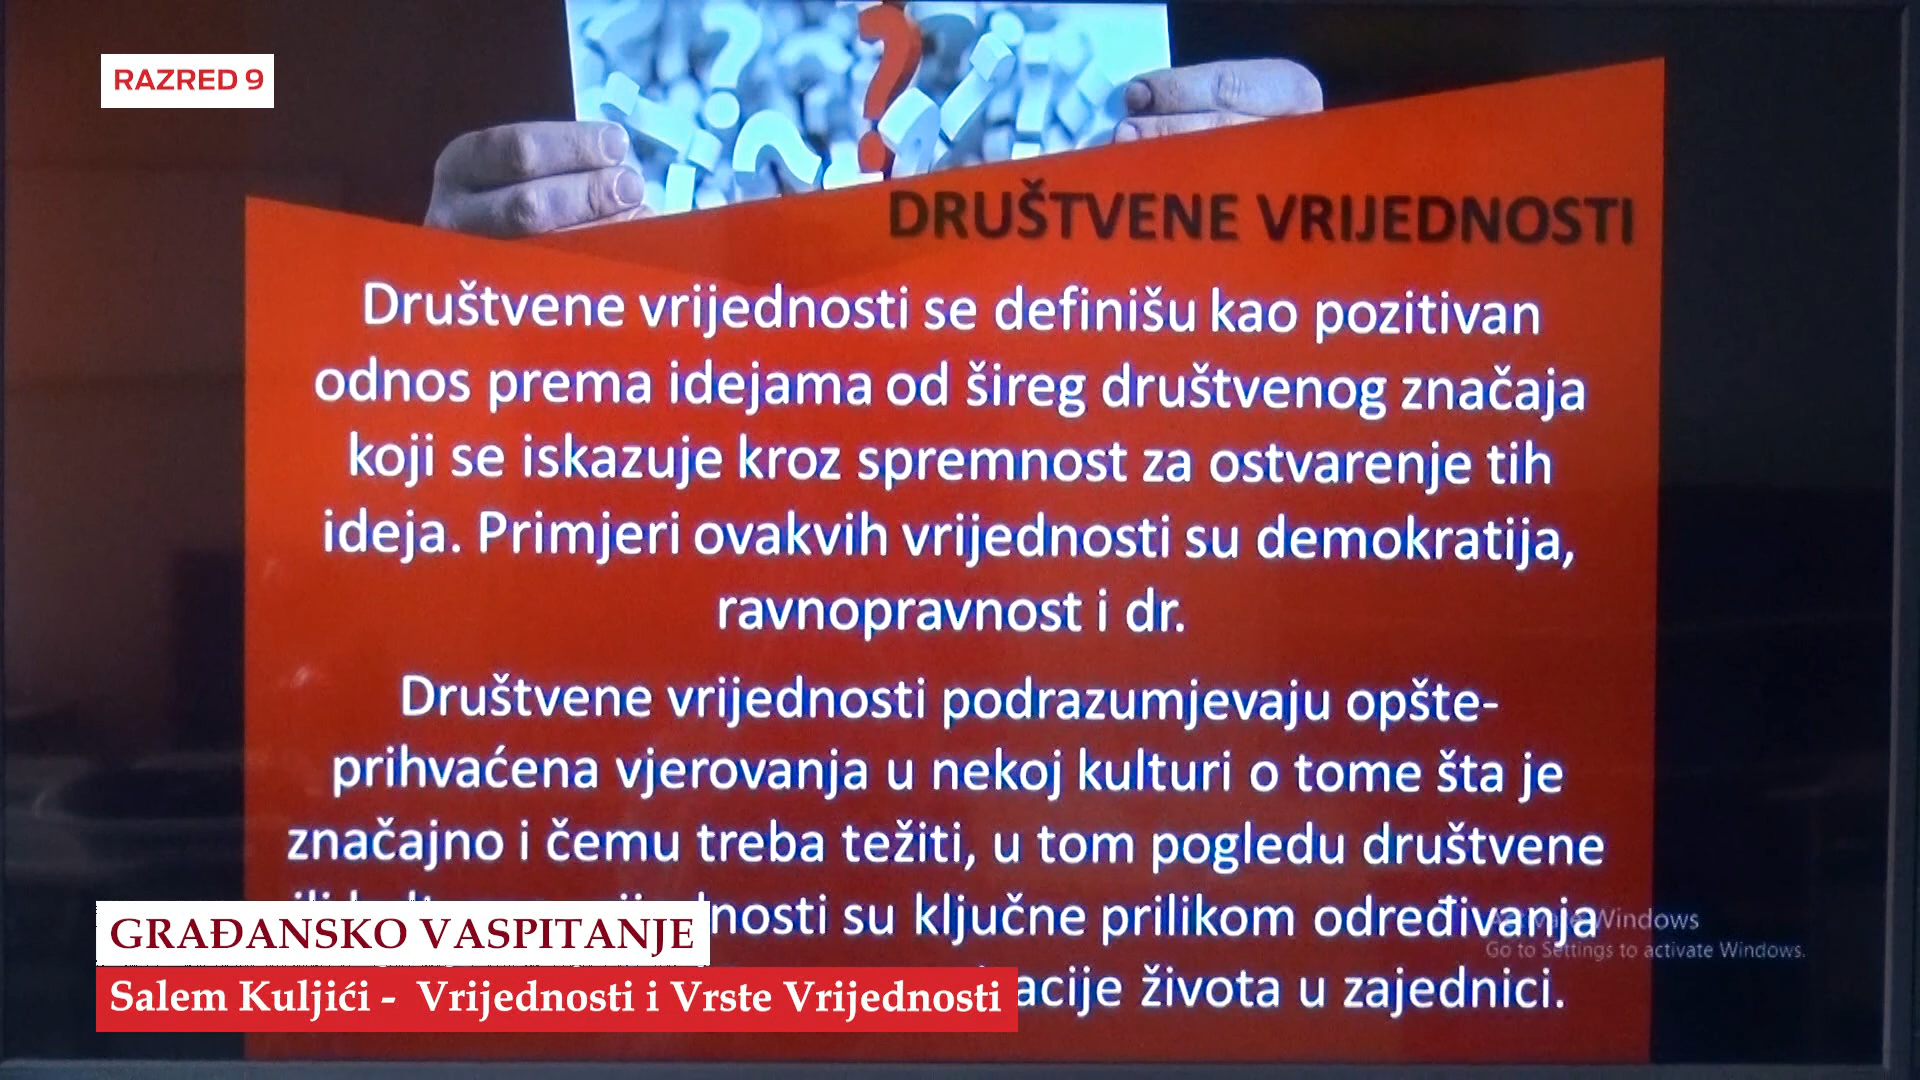 RAZRED 9
DRUŠTVENE VRIJEDNOSTI
Društvene vrijednosti se definišu kao pozitivan
odnos prema idejama od šireg društvenog značaja
koji se iskazuje kroz spremnost za ostvarenje tih
ideja. Primjeri ovakvih vrijednosti su demokratija,
ravnopravnost i dr.
Društvene vrijednosti podrazumjevaju opšte-
prihvaćena vjerovanja u nekoj kulturi o tome šta je
značajno i čemu treba težiti, u tom pogledu društvene
su ključne prilikom određivanja
života u zajednici.
Activate Windows
Go to Settings to activate Windows.
GRAĐANSKO VASPITANJE
Salem Kuljići - Vrijednosti i Vrste Vrijednosti